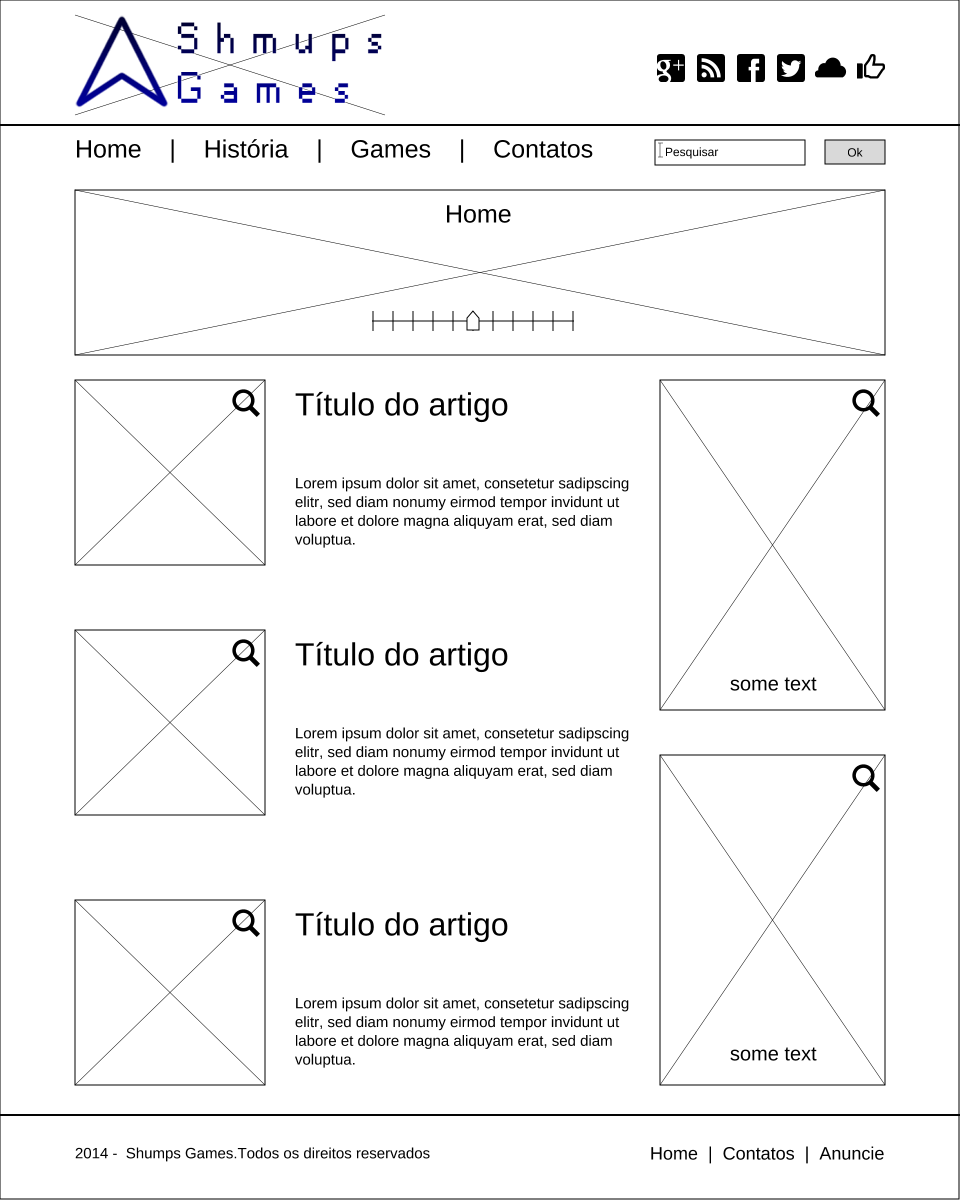 Shmups
Games
Home | História | Games | Contatos
Pesquisar
Ok
Home
Título do artigo
Lorem ipsum dolor sit amet, consetetur sadipscing
elitr, sed diam nonumy eirmod tempor invidunt ut
labore et dolore magna aliquyam erat, sed diam
voluptua.
some text
Título do artigo
Lorem ipsum dolor sit amet, consetetur sadipscing
elitr, sed diam nonumy eirmod tempor invidunt ut
labore et dolore magna aliquyam erat, sed diam
voluptua.
Título do artigo
Lorem ipsum dolor sit amet, consetetur sadipscing
elitr, sed diam nonumy eirmod tempor invidunt ut
labore et dolore magna aliquyam erat, sed diam
voluptua.
some text
2014 -  Shumps Games.Todos os direitos reservados
Home | Contatos | Anuncie